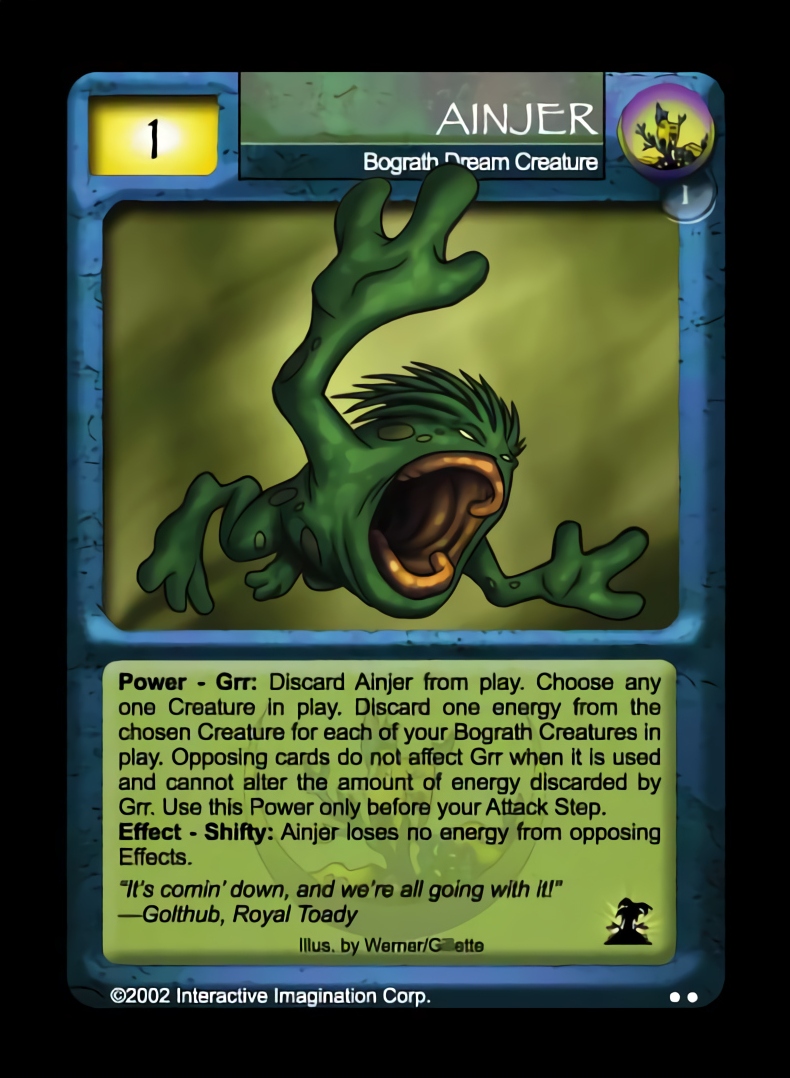 1
AINJER
Bograth Dream Creature
1
Power - Grr: Discard Ainjer from play. Choose any
one Creature in play. Discard one energy from the
chosen Creature for each of your Bograth Creatures in
play. Opposing cards do not affect Grr when it is used
and cannot alter the amount of energy discarded by
Grr. Use this Power only before your Attack Step.
Effect - Shifty: Ainjer loses no energy from opposing
Effects.
“It's comin' down, and we're all going with it!”
—Golthub, Royal Toady
Illus. by Werner/
©2002 Interactive Imagination Corp.